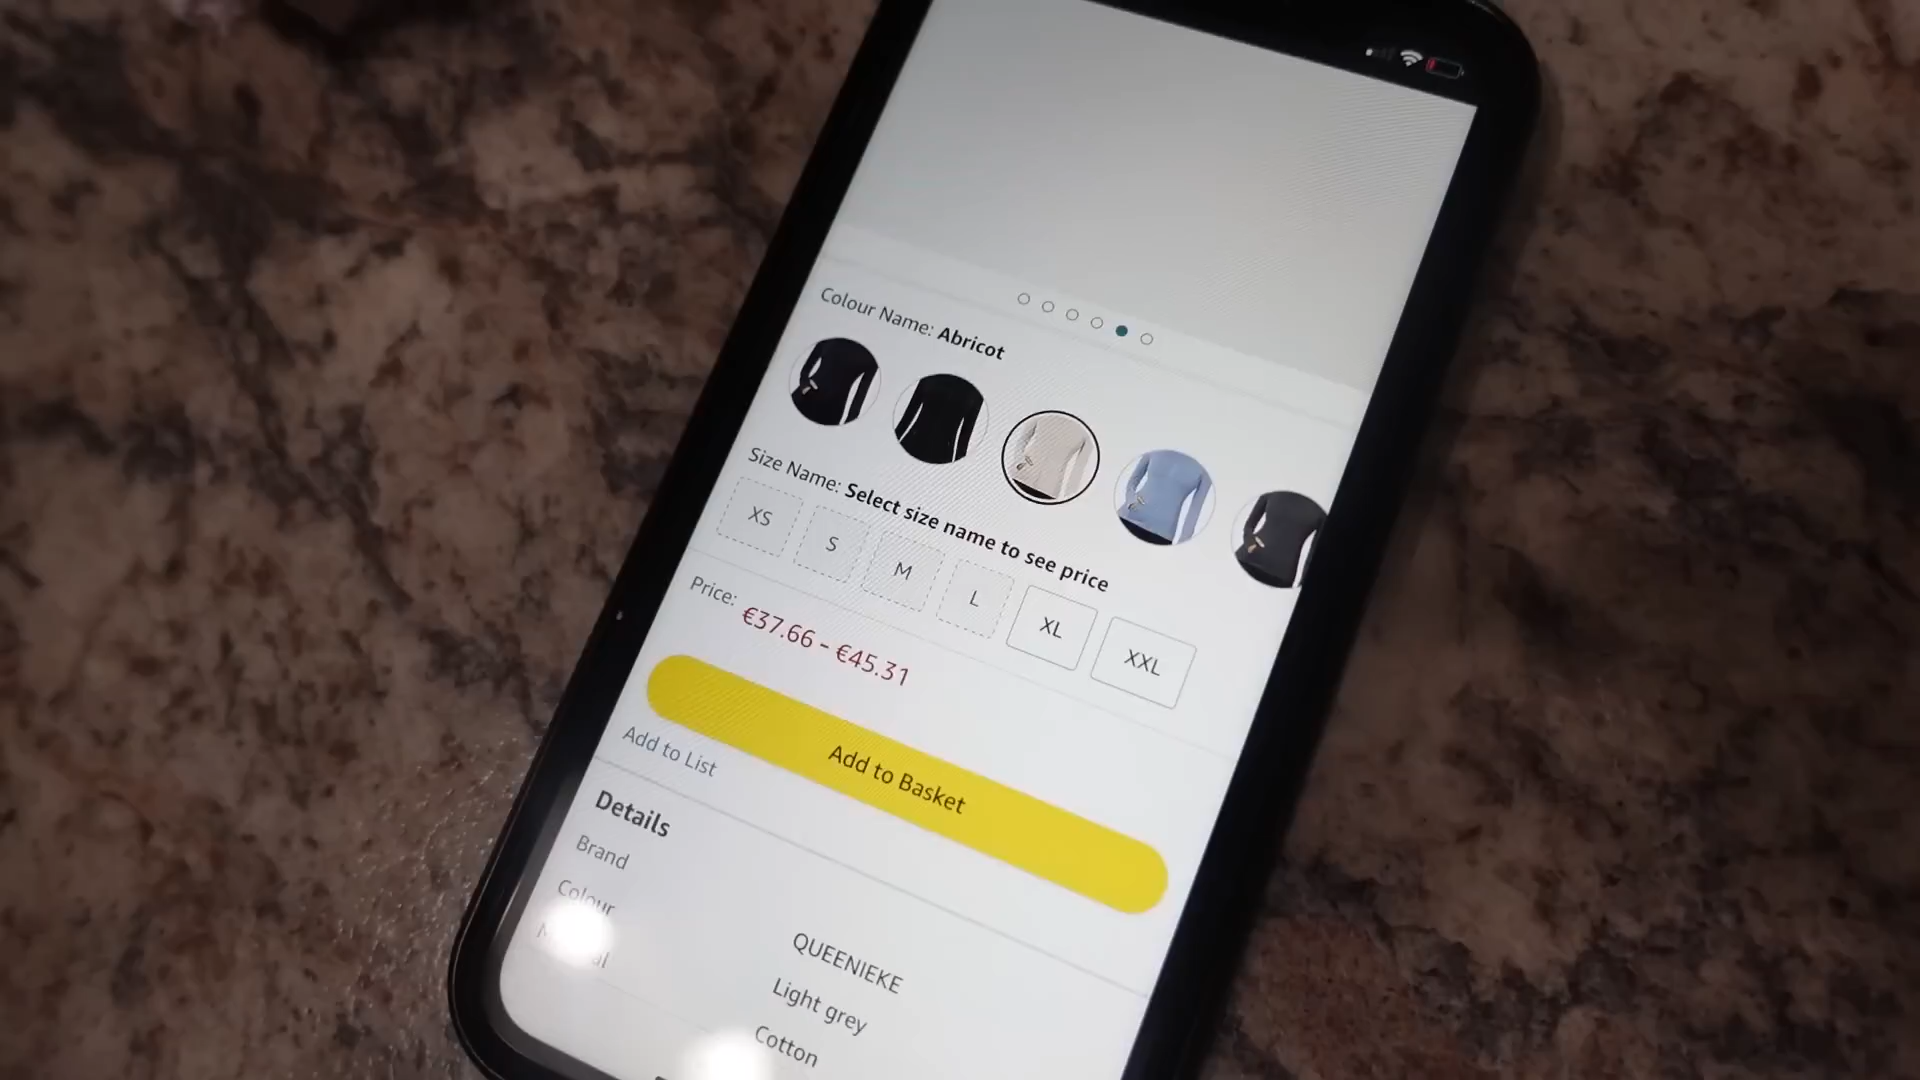 Colour Name: Abricot
Size Name: Select size name to see price
XS
S
M
L
XL
XXL
Price: €37.66 - €45.31
Add to Basket
Add to List
Details
Brand QUEENIEKE
Colour Light grey
Cotton